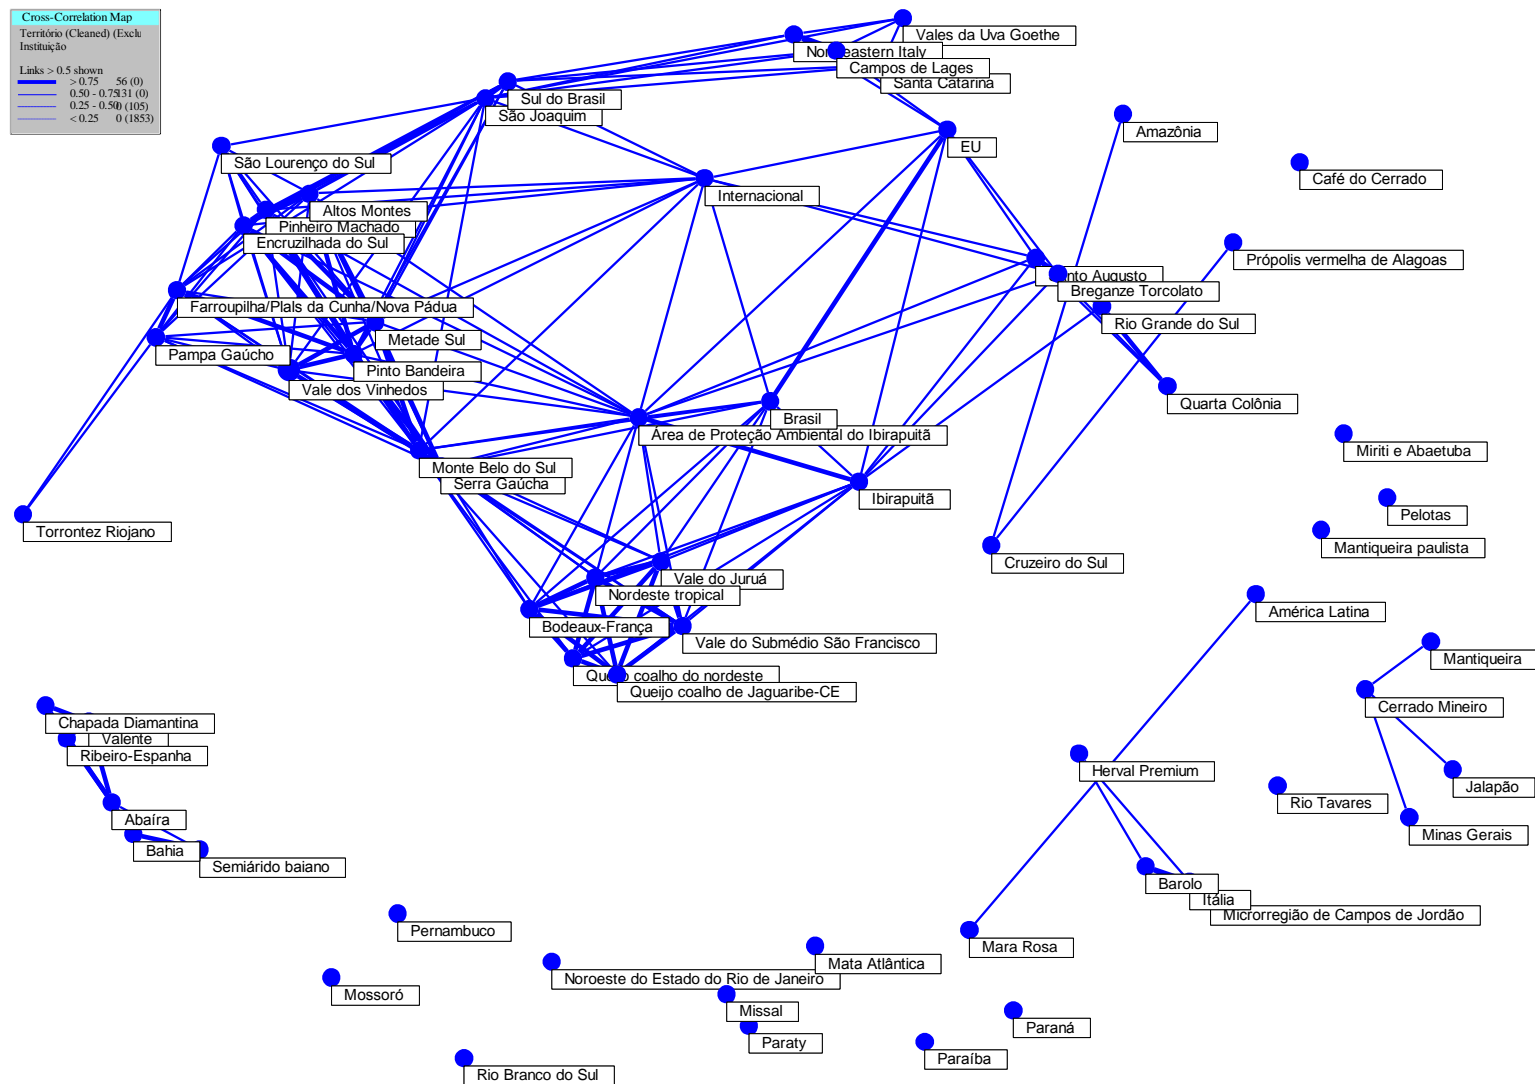 Cross-Correlation Map
Território (Cleaned) (Exclu
Instituição
Links > 0.5 shown
> 0.75 56 (0)
0.50 - 0.75 131 (0)
0.25 - 0.50 0 (105)
< 0.25 0 (1853)
Vales da Uva Goethe
Northeastern Italy
Campos de Lages
Santa Catarina
Sul do Brasil
São Joaquim
Amazônia
EU
São Lourenço do Sul
Café do Cerrado
Internacional
Altos Montes
Pinheiro Machado
Encruzilhada do Sul
Própolis vermelha de Alagoas
nto Augusto
Breganze Torcolato
Farroupilha/Plals da Cunha/Nova Pádua
Rio Grande do Sul
Metade Sul
Pampa Gaúcho
Pinto Bandeira
Vale dos Vinhedos
Quarta Colônia
Brasil
Área de Proteção Ambiental do Ibirapuitã
Miriti e Abaetuba
Monte Belo do Sul
Serra Gaúcha
Ibirapuitã
Pelotas
Torrontez Riojano
Mantiqueira paulista
Cruzeiro do Sul
Vale do Juruá
Nordeste tropical
América Latina
Bodeaux-França
Vale do Submédio São Francisco
Mantiqueira
Queijo coalho do nordeste
Queijo coalho de Jaguaribe-CE
Cerrado Mineiro
Chapada Diamantina
Valente
Ribeiro-Espanha
Herval Premium
Jalapão
Rio Tavares
Abaíra
Minas Gerais
Bahia
Semiárido baiano
Barolo
Itália
Microrregião de Campos de Jordão
Pernambuco
Mara Rosa
Mata Atlântica
Noroeste do Estado do Rio de Janeiro
Mossoró
Missal
Paraná
Paraty
Paraíba
Rio Branco do Sul